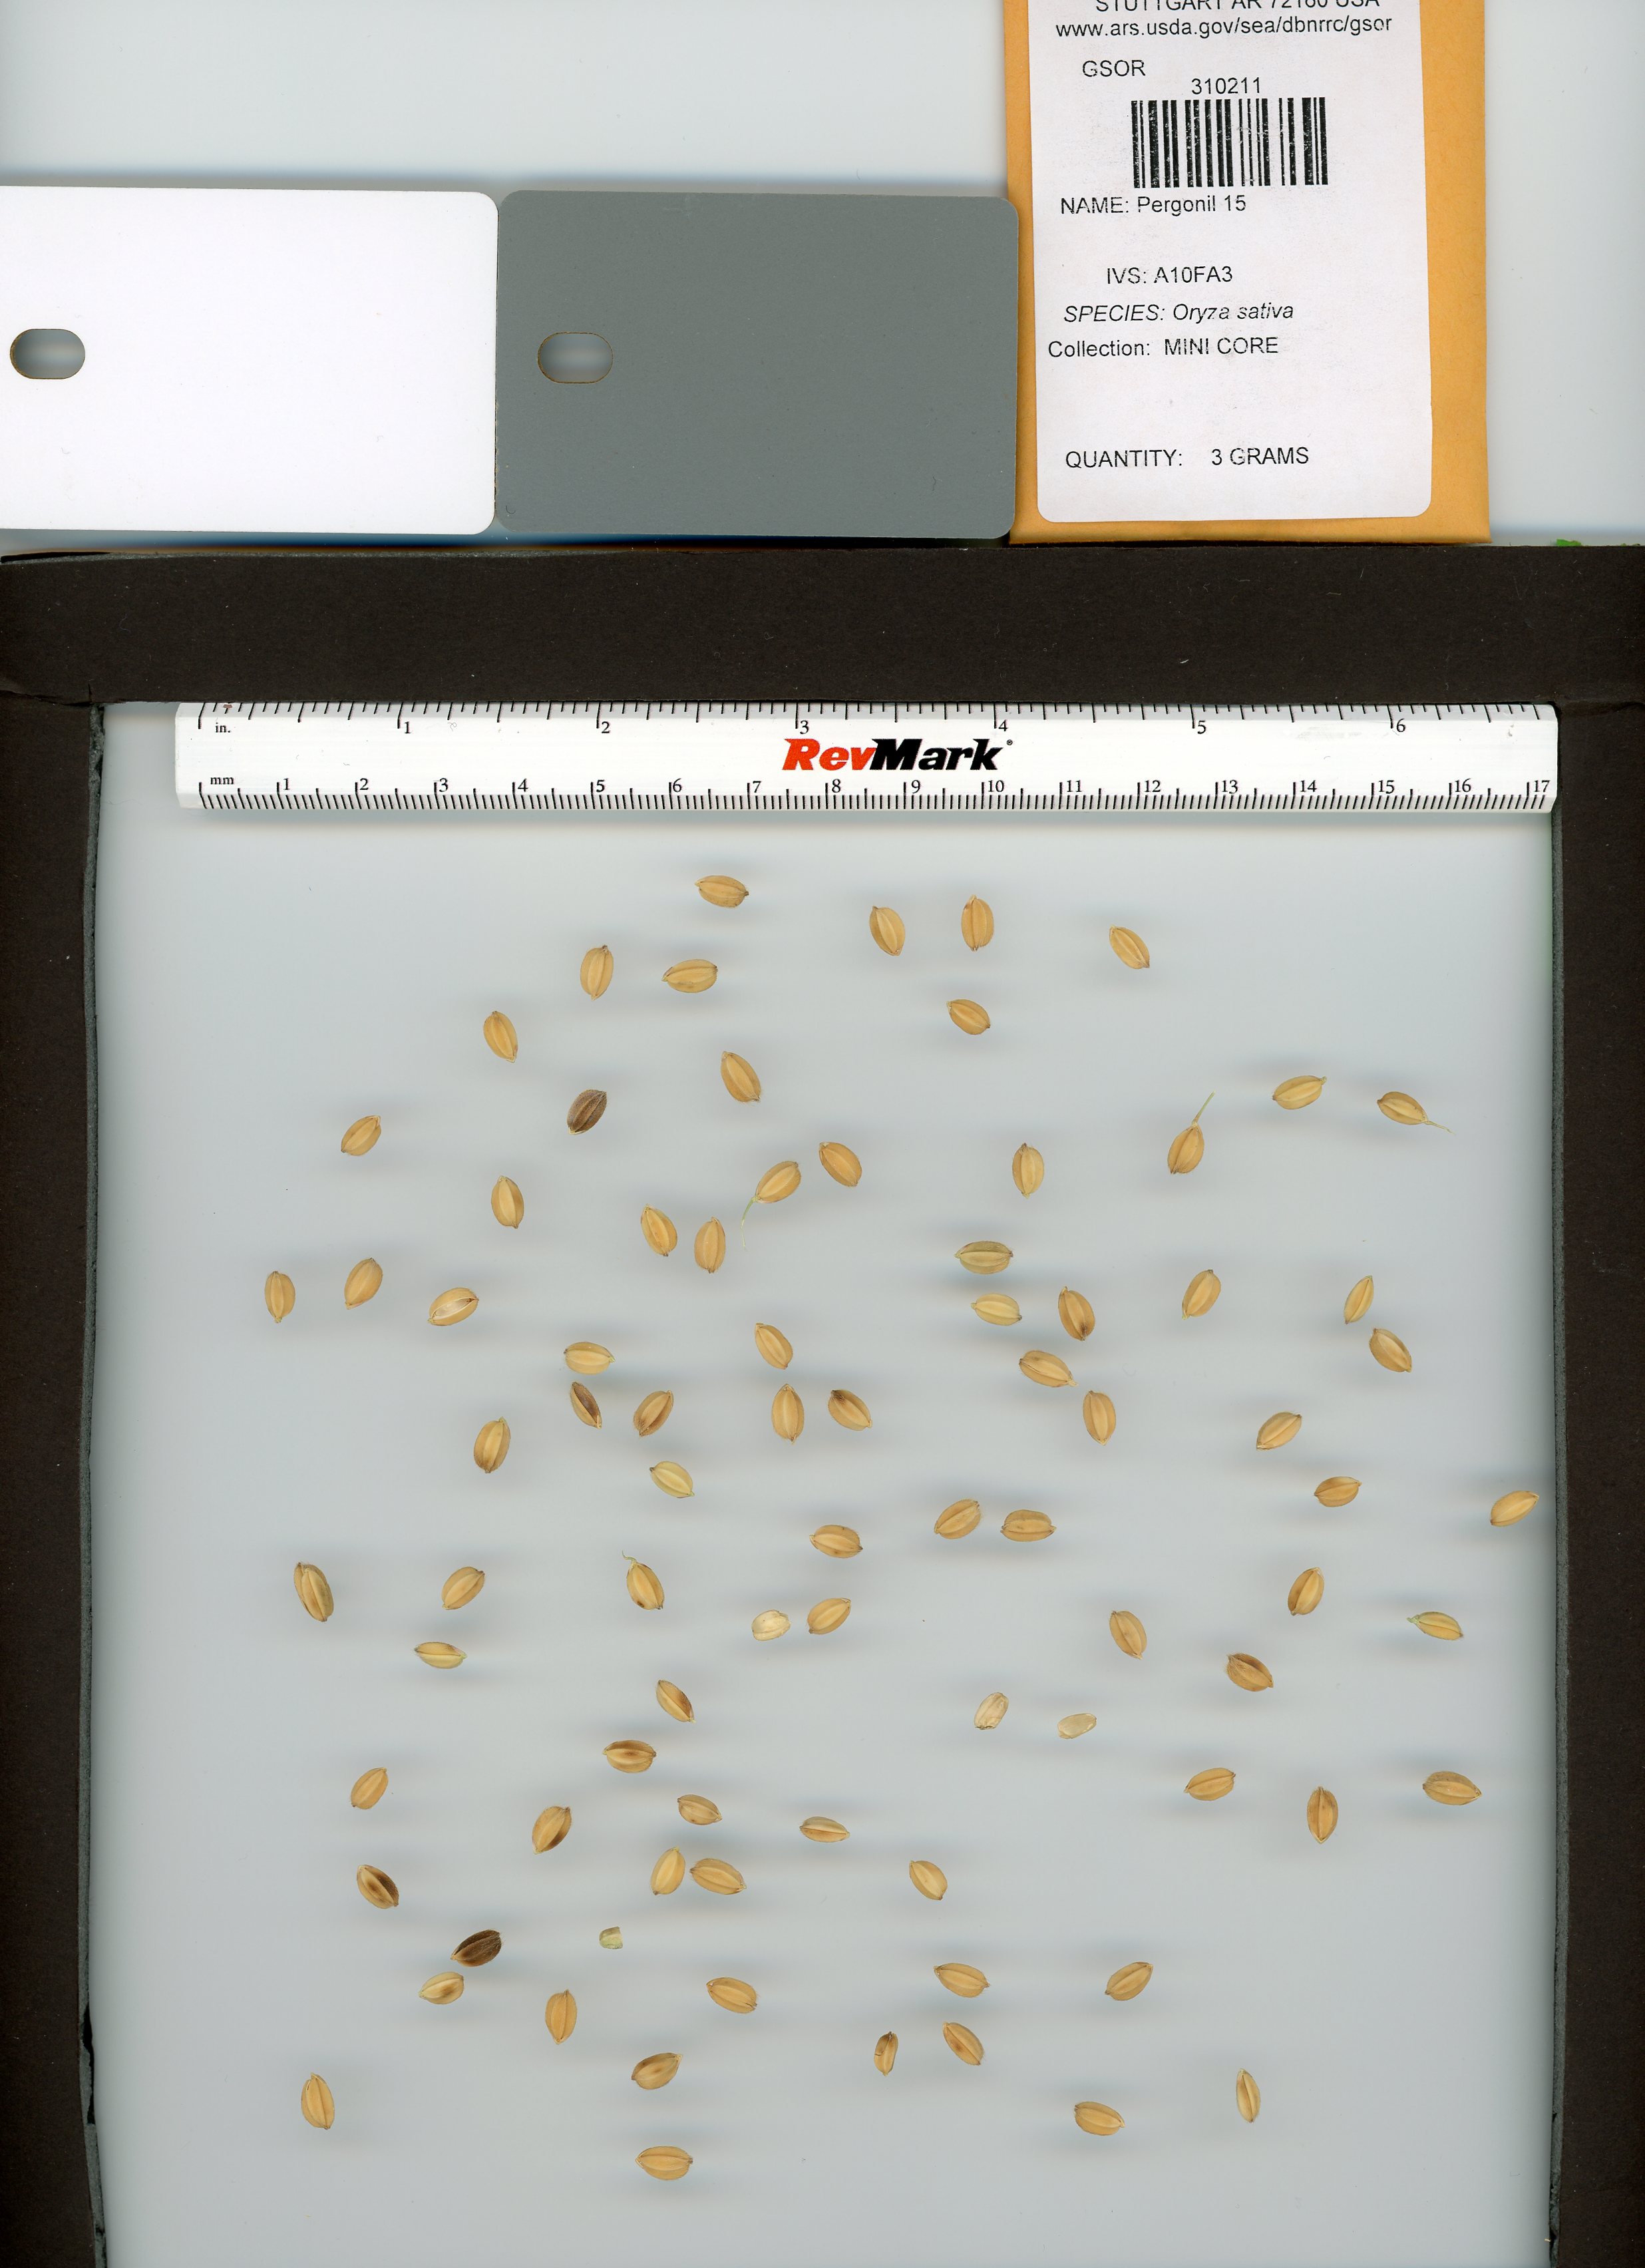 STUTTGART AR 72160 USA
www.ars.usda.gov/sea/dbnrrc/gsor
GSOR
310211
NAME: Pergonil 15
IVS: A10FA3
SPECIES: Oryza sativa
Collection: MINI CORE
QUANTITY: 3 GRAMS
in. 1 2 3 4 5 6
RevMark®
mm 1 2 3 4 5 6 7 8 9 10 11 12 13 14 15 16 17